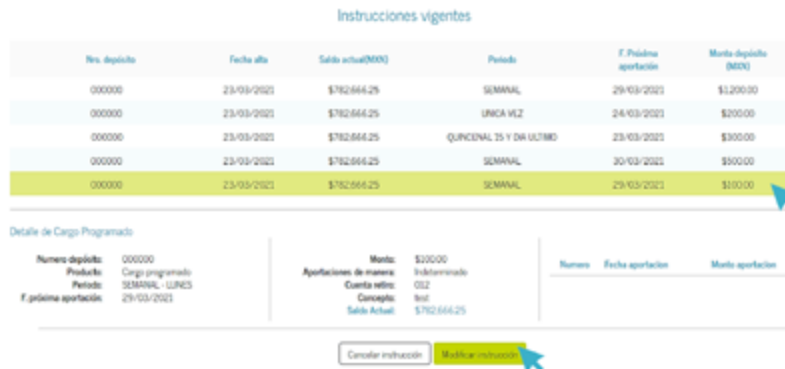 Instrucciones vigentes
Nro. depósito Fecha alta Saldo actual(MXN) Periodo F. Próxima aportación Monto depósito (MXN)
000000 23/03/2021 $782,666.25 SEMANAL 29/03/2021 $1,200.00
000000 23/03/2021 $782,666.25 UNICA VEZ 24/03/2021 $200.00
000000 23/03/2021 $782,666.25 QUINCENAL 15 Y DIA ULTIMO 23/03/2021 $300.00
000000 23/03/2021 $782,666.25 SEMANAL 30/03/2021 $500.00
000000 23/03/2021 $782,666.25 SEMANAL 29/03/2021 $100.00
Detalle de Cargo Programado
Numero depósito: 000000
Producto: Cargo programado
Periodo: SEMANAL - LUNES
F. próxima aportación: 29/03/2021
Monto: $100.00
Aportaciones de manera: Indeterminado
Cuenta retiro: 012
Concepto: test
Saldo Actual: $782,666.25
Numero Fecha aportacion Monto aportacion
Cancelar instrucción Modificar instrucción